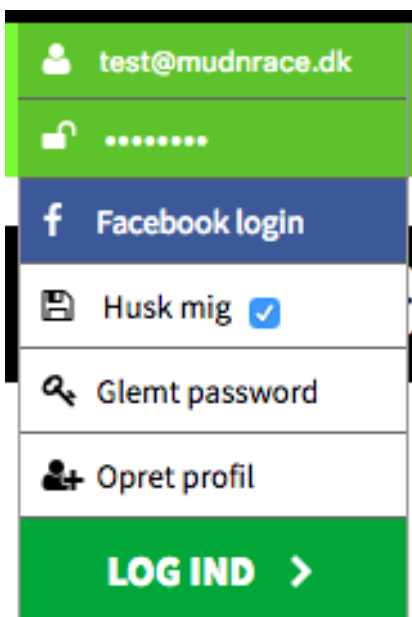 test@mudnrace.dk
••••••••
Facebook login
Husk mig
Glemt password
Opret profil
LOG IND